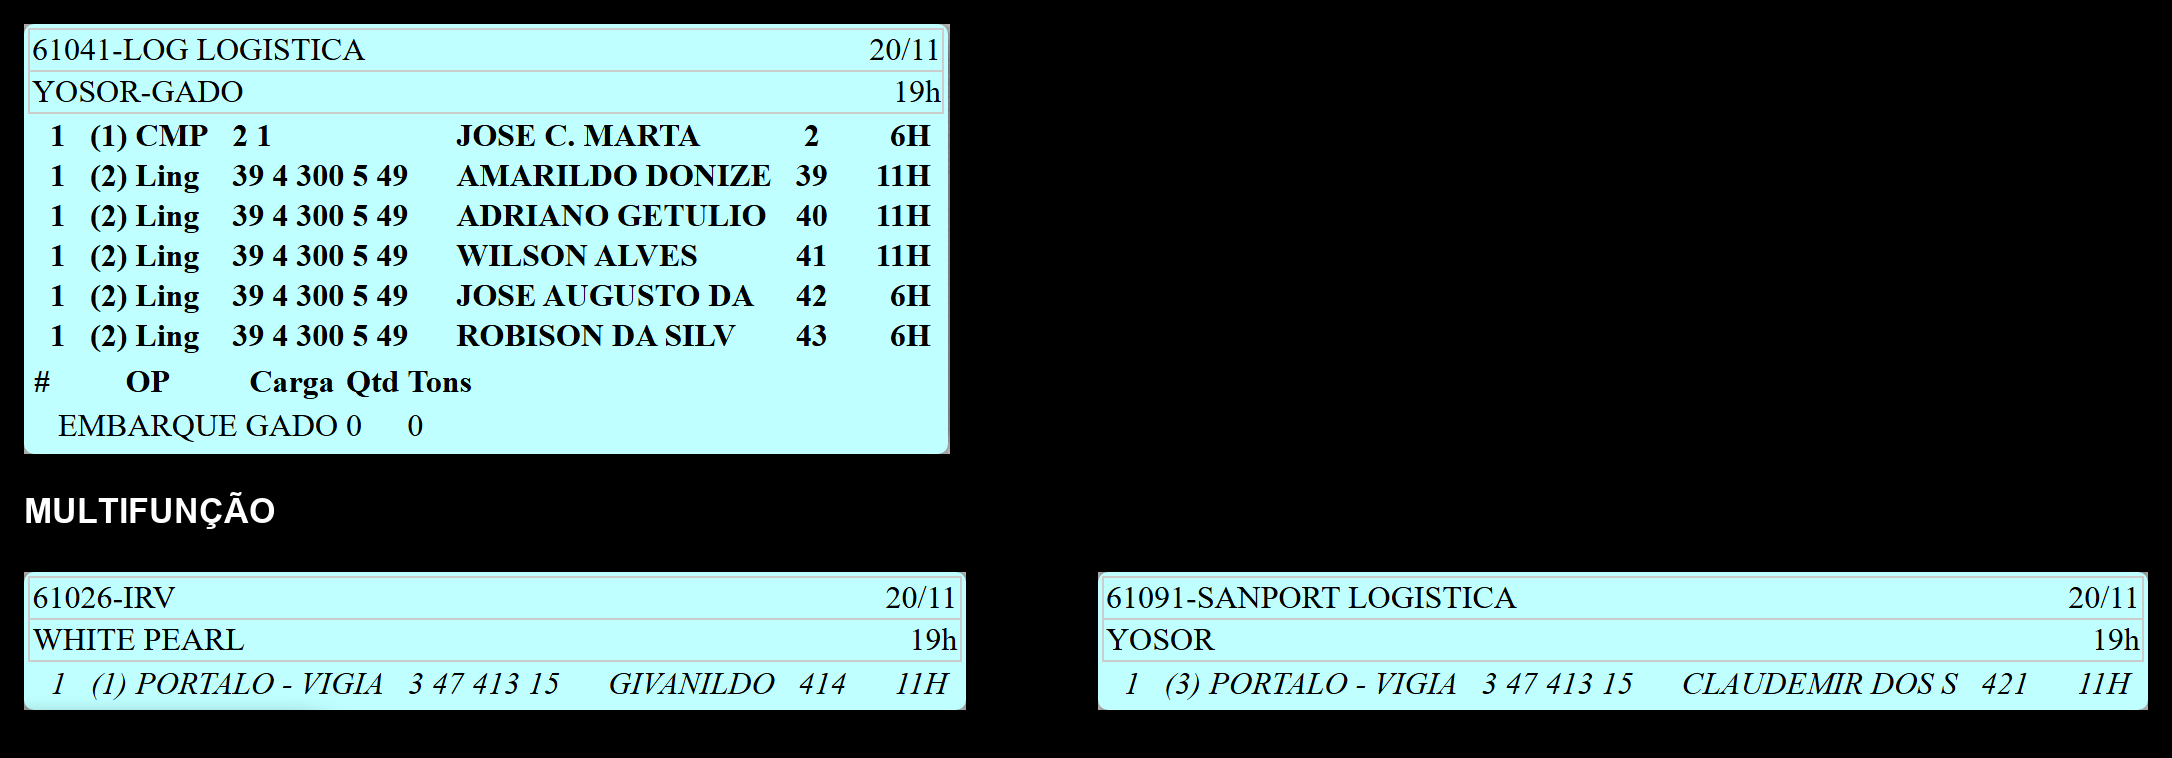 61041-LOG LOGISTICA 20/11
YOSOR-GADO 19h
1 (1) CMP 2 1 JOSE C. MARTA 2 6H
1 (2) Ling 39 4 300 5 49 AMARILDO DONIZE 39 11H
1 (2) Ling 39 4 300 5 49 ADRIANO GETULIO 40 11H
1 (2) Ling 39 4 300 5 49 WILSON ALVES 41 11H
1 (2) Ling 39 4 300 5 49 JOSE AUGUSTO DA 42 6H
1 (2) Ling 39 4 300 5 49 ROBISON DA SILV 43 6H
# OP Carga Qtd Tons
EMBARQUE GADO 0 0
MULTIFUNÇÃO
61026-IRV 20/11
WHITE PEARL 19h
1 (1) PORTALO - VIGIA 3 47 413 15 GIVANILDO 414 11H
61091-SANPORT LOGISTICA 20/11
YOSOR 19h
1 (3) PORTALO - VIGIA 3 47 413 15 CLAUDEMIR DOS S 421 11H